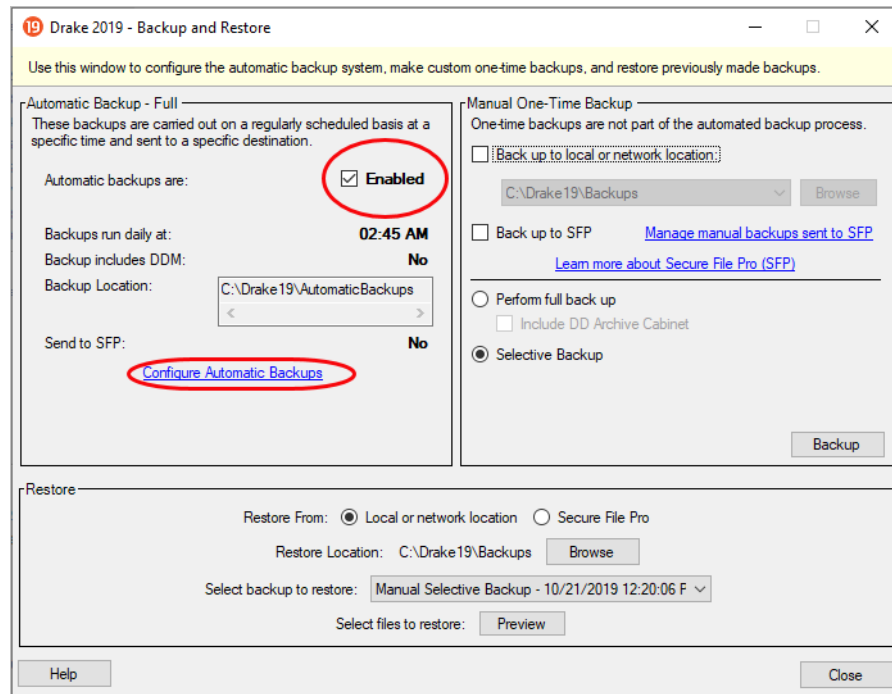 19 Drake 2019 - Backup and Restore
Use this window to configure the automatic backup system, make custom one-time backups, and restore previously made backups.
Automatic Backup - Full
These backups are carried out on a regularly scheduled basis at a
specific time and sent to a specific destination.
Automatic backups are: Enabled
Backups run daily at: 02:45 AM
Backup includes DDM: No
Backup Location: C:\Drake19\AutomaticBackups
Send to SFP: No
Configure Automatic Backups
Manual One-Time Backup
One-time backups are not part of the automated backup process.
Back up to local or network location:
C:\Drake19\Backups Browse
Back up to SFP Manage manual backups sent to SFP
Learn more about Secure File Pro (SFP)
Perform full back up
Include DD Archive Cabinet
Selective Backup
Backup
Restore
Restore From: Local or network location Secure File Pro
Restore Location: C:\Drake19\Backups Browse
Select backup to restore: Manual Selective Backup - 10/21/2019 12:20:06 P
Select files to restore: Preview
Help Close